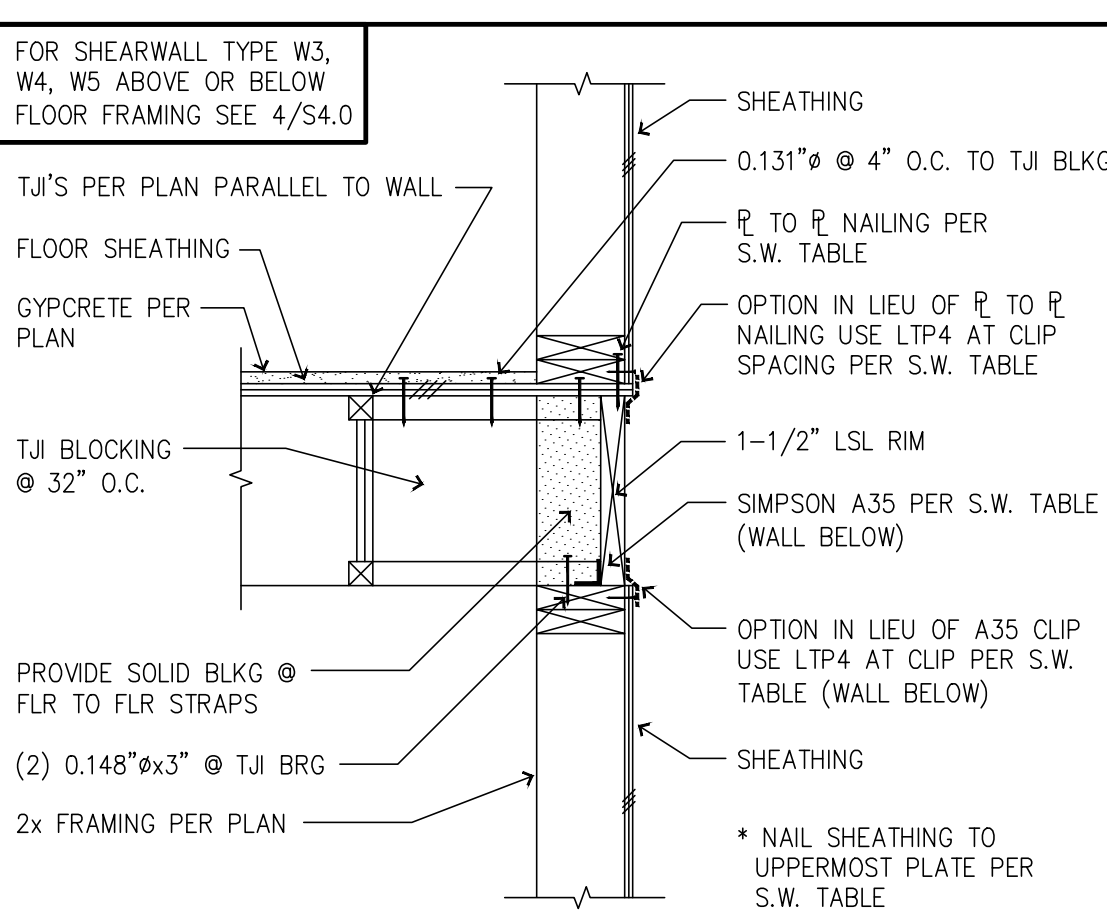 FOR SHEARWALL TYPE W3,
W4, W5 ABOVE OR BELOW
FLOOR FRAMING SEE 4/S4.0
TJI'S PER PLAN PARALLEL TO WALL
FLOOR SHEATHING
GYPCRETE PER
PLAN
TJI BLOCKING
@ 32" O.C.
PROVIDE SOLID BLKG @
FLR TO FLR STRAPS
(2) 0.148"øx3" @ TJI BRG
2x FRAMING PER PLAN
SHEATHING
0.131"ø @ 4" O.C. TO TJI BLKG
PL TO PL NAILING PER
S.W. TABLE
OPTION IN LIEU OF PL TO PL
NAILING USE LTP4 AT CLIP
SPACING PER S.W. TABLE
1-1/2" LSL RIM
SIMPSON A35 PER S.W. TABLE
(WALL BELOW)
OPTION IN LIEU OF A35 CLIP
USE LTP4 AT CLIP PER S.W.
TABLE (WALL BELOW)
SHEATHING
* NAIL SHEATHING TO
UPPERMOST PLATE PER
S.W. TABLE